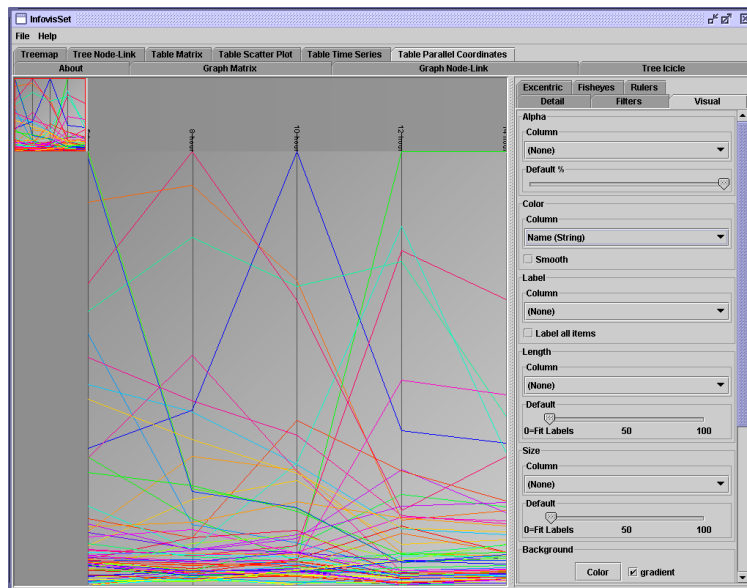 InfovisSet
File Help
Treemap Tree Node-Link Table Matrix Table Scatter Plot Table Time Series Table Parallel Coordinates
About Graph Matrix Graph Node-Link Tree Icicle
8-hour 10-hour 12-hour
Excentric Fisheyes Rulers
Detail Filters Visual
Alpha
Column
(None)
Default %
Color
Column
Name (String)
Smooth
Label
Column
(None)
Label all items
Length
Column
(None)
Default
0=Fit Labels 50 100
Size
Column
(None)
Default
0=Fit Labels 50 100
Background
Color gradient